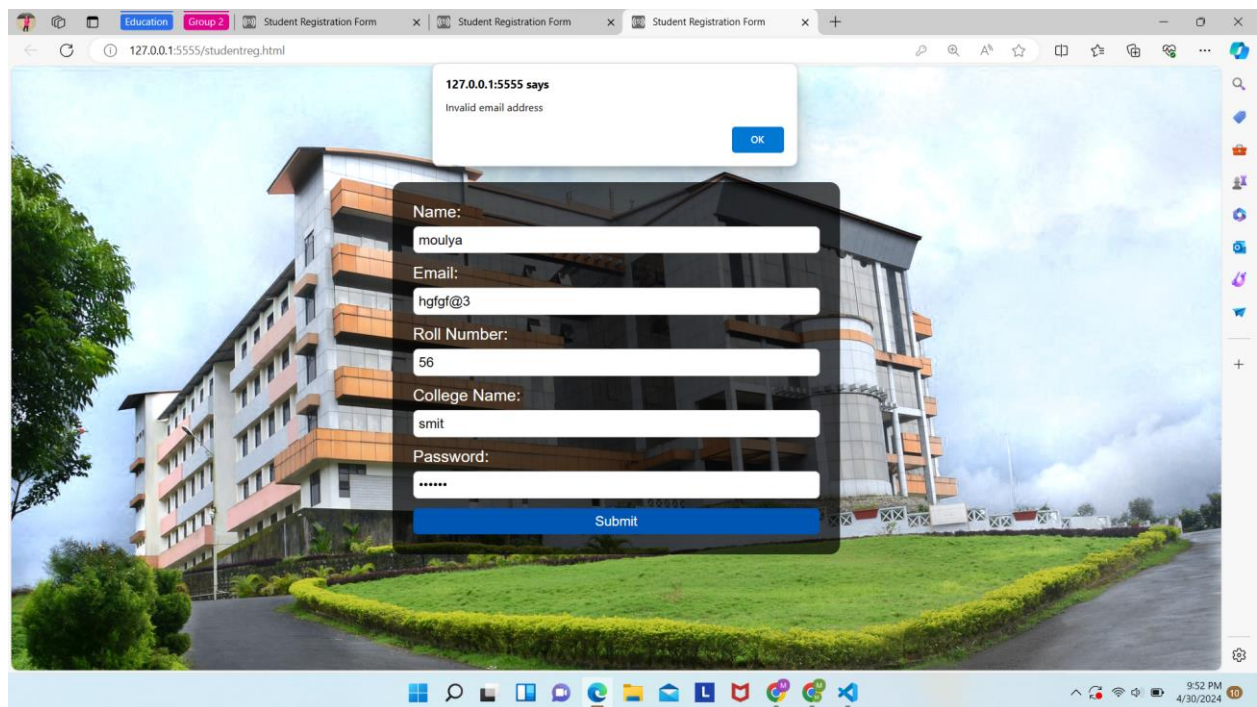 Education Group 2 Student Registration Form Student Registration Form Student Registration Form
127.0.0.1:5555/studentreg.html
127.0.0.1:5555 says
Invalid email address
OK
Name:
moulya
Email:
hgfgf@3
Roll Number:
56
College Name:
smit
Password:
••••••
Submit
9:52 PM
4/30/2024
10